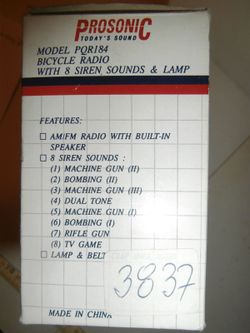 PROSONIC
TODAY'S SOUND
MODEL PQR184
BICYCLE RADIO
WITH 8 SIREN SOUNDS & LAMP
FEATURES:
□ AM/FM RADIO WITH BUILT-IN
SPEAKER
□ 8 SIREN SOUNDS :
(1) MACHINE GUN (II)
(2) BOMBING (II)
(3) MACHINE GUN (III)
(4) DUAL TONE
(5) MACHINE GUN (I)
(6) BOMBING (I)
(7) RIFLE GUN
(8) TV GAME
□ LAMP & BELT
3837
MADE IN CHINA